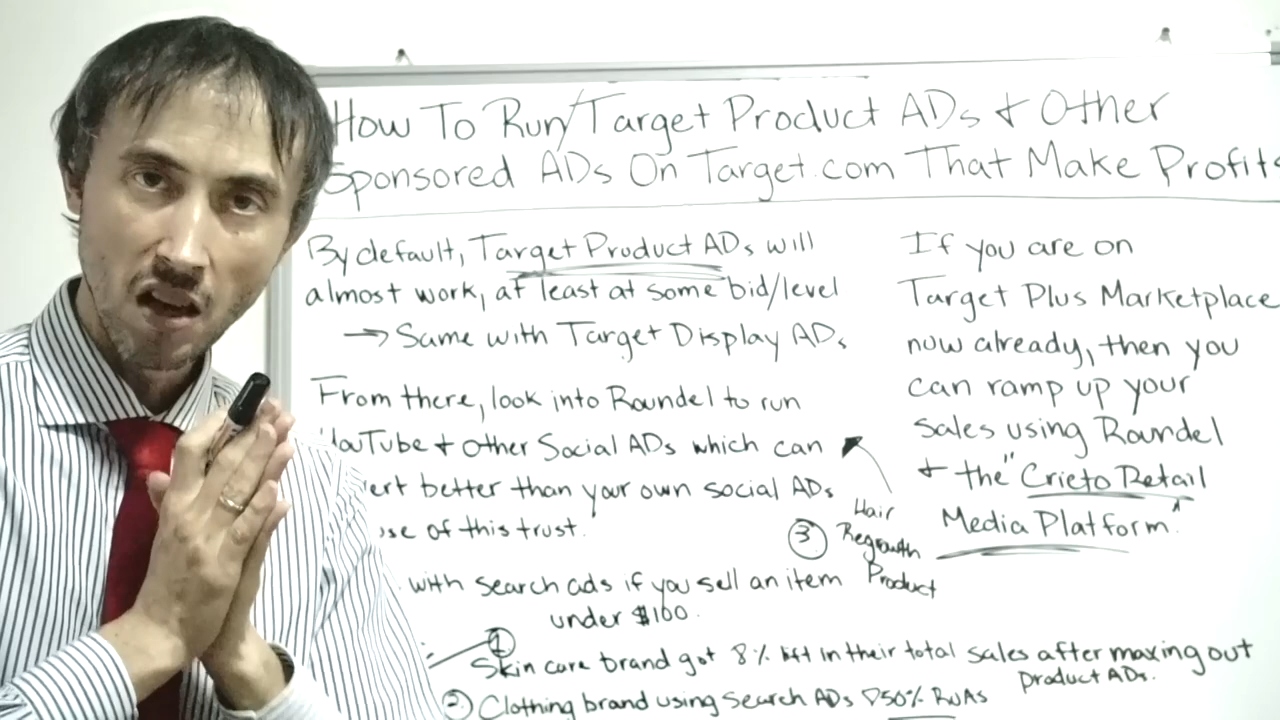 How To Run/Target Product ADs & Other
Sponsored ADs On Target.com That Make Profits
By default, Target Product ADs will
almost work, at least at some bid/level
→ Same with Target Display ADs
From there, look into Roundel to run
YouTube & other Social ADs which can
vert better than your own social ADs
use of this trust.
with search ads if you sell an item
under $100.
①
Skin care brand got 8% lift in their total sales after maxing out
product ADs.
② Clothing brand using Search ADs 750% RoAs
If you are on
Target Plus Marketplace
now already, then you
can ramp up your
sales using Roundel
& the "Crieto Retail
Media Platform"
③ Hair
Regrowth
Product